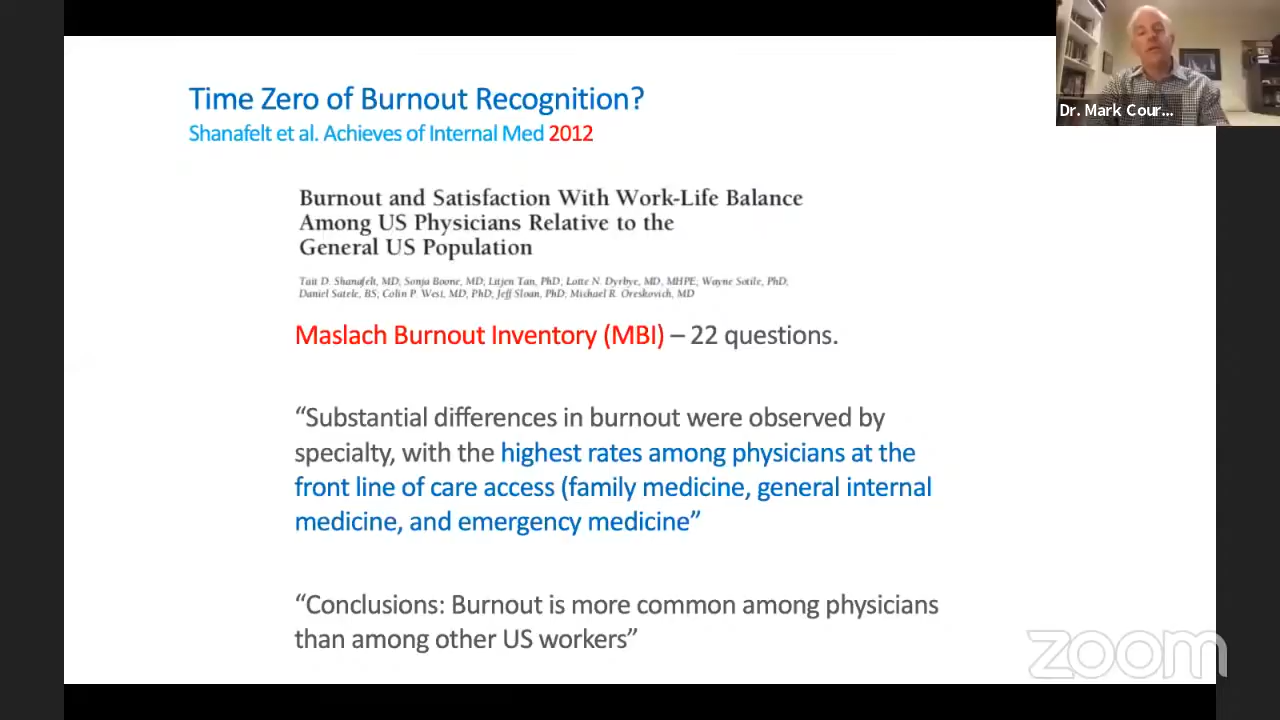 Time Zero of Burnout Recognition?
Shanafelt et al. Achieves of Internal Med 2012
Burnout and Satisfaction With Work-Life Balance
Among US Physicians Relative to the
General US Population
Tait D. Shanafelt, MD; Sonja Boone, MD; Litjen Tan, PhD; Lotte N. Dyrbye, MD, MHPE; Wayne Sotile, PhD;
Daniel Satele, BS; Colin P. West, MD, PhD; Jeff Sloan, PhD; Michael R. Oreskovich, MD
Maslach Burnout Inventory (MBI) – 22 questions.
“Substantial differences in burnout were observed by
specialty, with the highest rates among physicians at the
front line of care access (family medicine, general internal
medicine, and emergency medicine”
“Conclusions: Burnout is more common among physicians
than among other US workers”
Dr. Mark Cour...
zoom